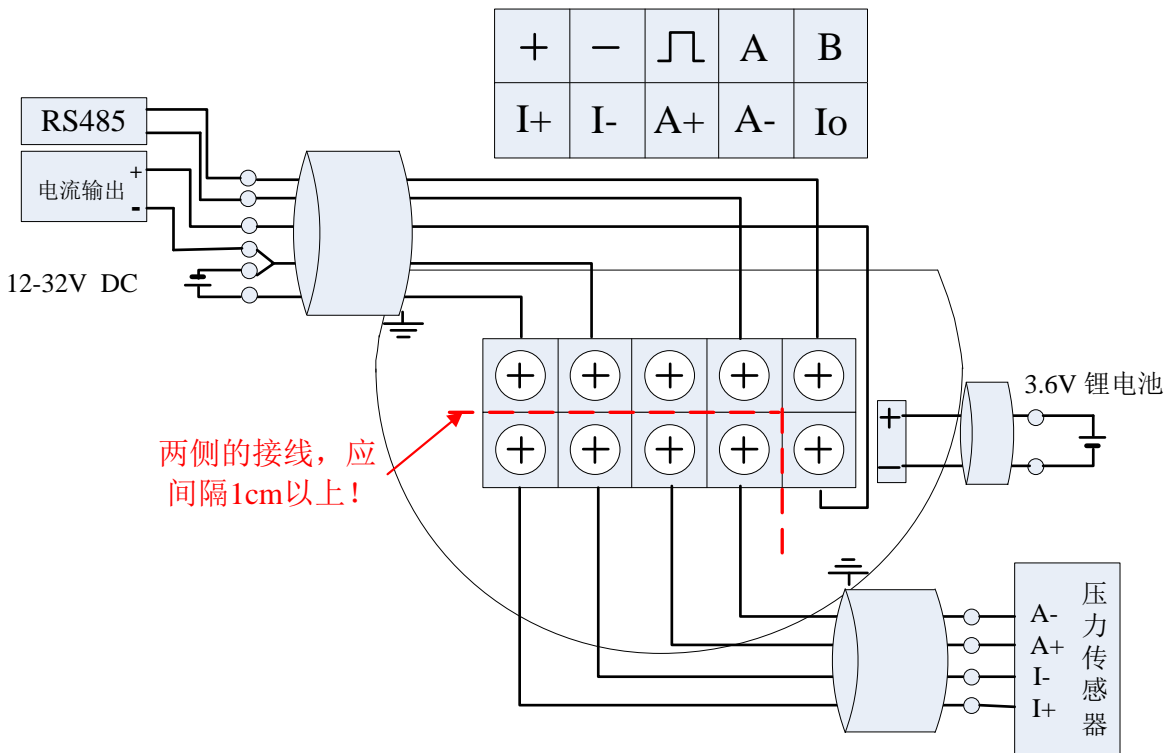 + − A B
I+ I- A+ A- Io
RS485
电流输出
+
-
12-32V DC
两侧的接线，应
间隔1cm以上！
3.6V 锂电池
+
−
A-
A+
I-
I+
压力传感器